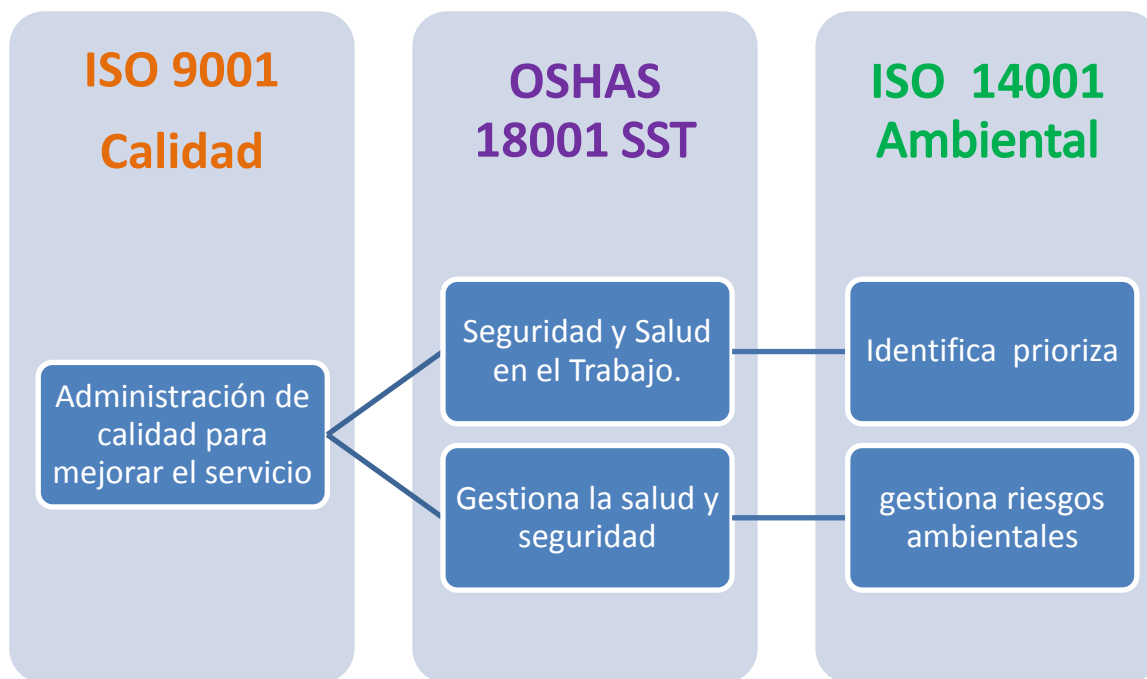 ISO 9001
Calidad
OSHAS
18001 SST
ISO 14001
Ambiental
Administración de
calidad para
mejorar el servicio
Seguridad y Salud
en el Trabajo.
Gestiona la salud y
seguridad
Identifica prioriza
gestiona riesgos
ambientales